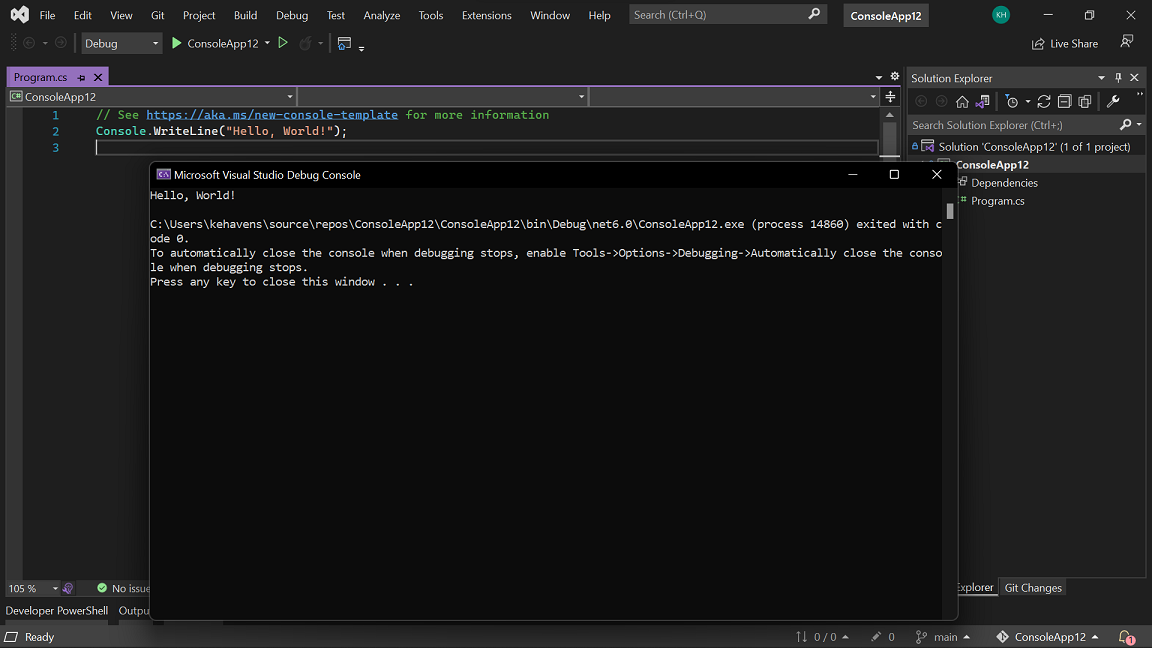 File Edit View Git Project Build Debug Test Analyze Tools Extensions Window Help Search (Ctrl+Q) ConsoleApp12 KH
Debug ConsoleApp12 Live Share
Program.cs
ConsoleApp12
1 // See https://aka.ms/new-console-template for more information
2 Console.WriteLine("Hello, World!");
3
Solution Explorer
Search Solution Explorer (Ctrl+;)
Solution 'ConsoleApp12' (1 of 1 project)
ConsoleApp12
Dependencies
C# Program.cs
Microsoft Visual Studio Debug Console
Hello, World!
C:\Users\kehavens\source\repos\ConsoleApp12\ConsoleApp12\bin\Debug\net6.0\ConsoleApp12.exe (process 14860) exited with c
ode 0.
To automatically close the console when debugging stops, enable Tools->Options->Debugging->Automatically close the conso
le when debugging stops.
Press any key to close this window . . .
105 % No issue
Explorer Git Changes
Developer PowerShell Outpu
Ready 0 / 0 0 main ConsoleApp12 1